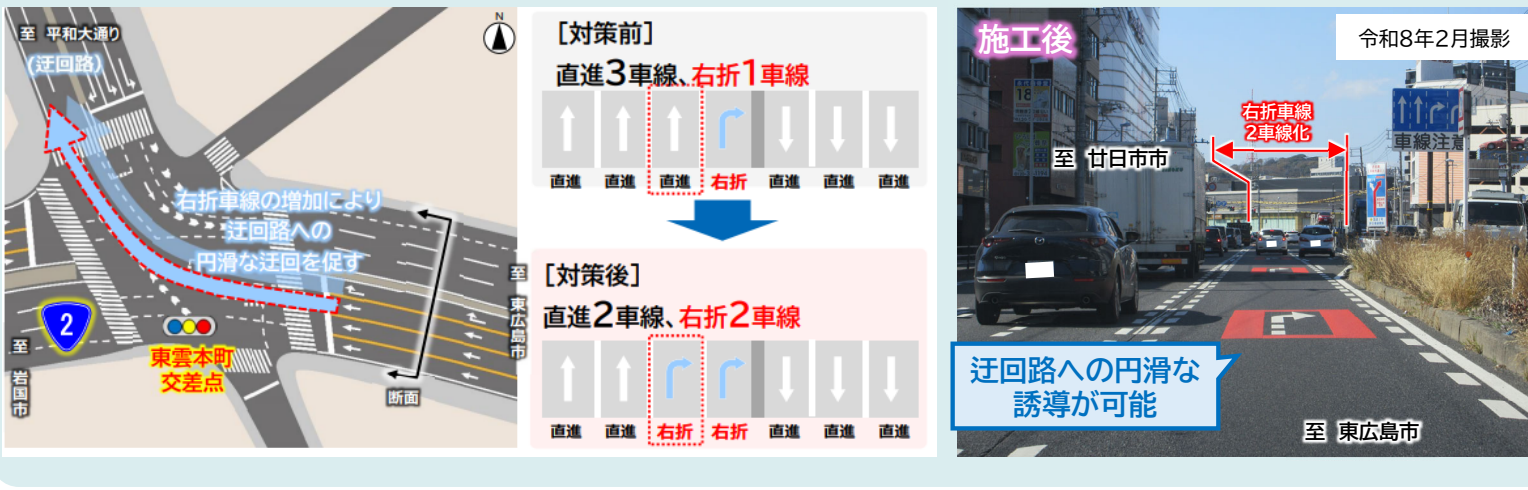 至 平和大通り
(迂回路)
N
右折車線の増加により
迂回路への
円滑な迂回を促す
2
至 岩国市
東雲本町
交差点
断面
至 東広島市
[対策前]
直進3車線、右折1車線
直進 直進 直進 右折 直進 直進 直進
[対策後]
直進2車線、右折2車線
直進 直進 右折 右折 直進 直進 直進
施工後
令和8年2月撮影
18
右折車線
2車線化
車線注意
至 廿日市市
迂回路への円滑な
誘導が可能
至 東広島市